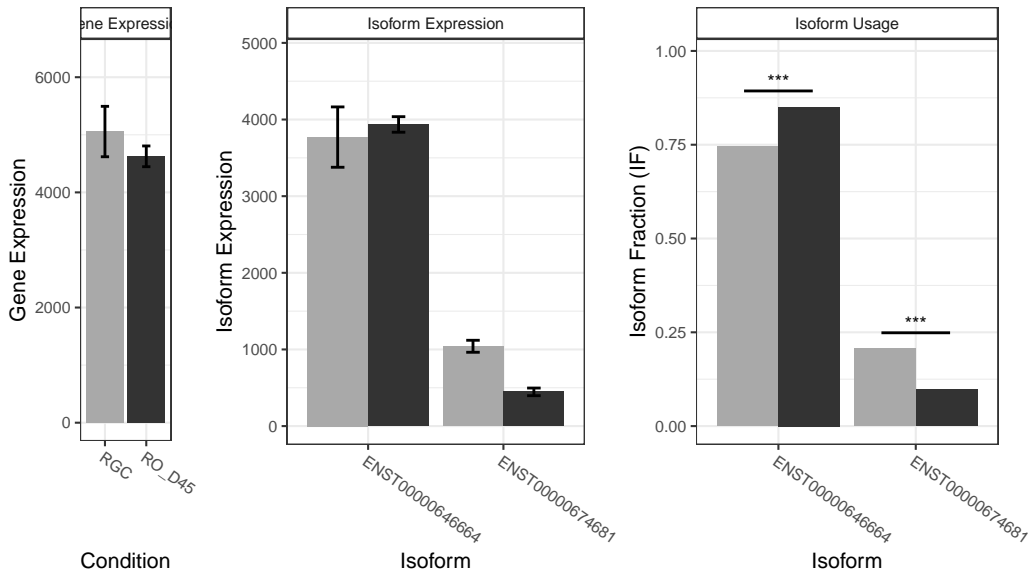 ene Expressi
Gene Expression
6000
4000
2000
0
RGC
RO_D45
Condition
Isoform Expression
Isoform Expression
5000
4000
3000
2000
1000
0
ENST00000646664
ENST00000674681
Isoform
Isoform Usage
Isoform Fraction (IF)
1.00
0.75
0.50
0.25
0.00
***
***
ENST00000646664
ENST00000674681
Isoform